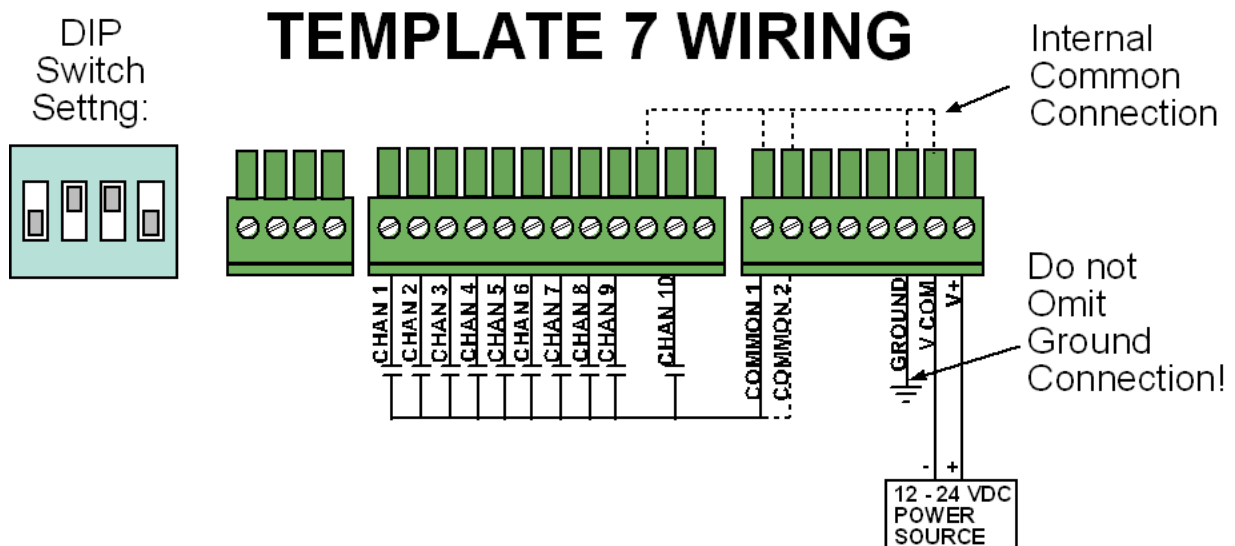 TEMPLATE 7 WIRING
DIP
Switch
Settng:
Internal
Common
Connection
CHAN 1
CHAN 2
CHAN 3
CHAN 4
CHAN 5
CHAN 6
CHAN 7
CHAN 8
CHAN 9
CHAN 10
COMMON 1
COMMON 2
GROUND
V COM
V+
Do not
Omit
Ground
Connection!
- +
12 - 24 VDC
POWER
SOURCE